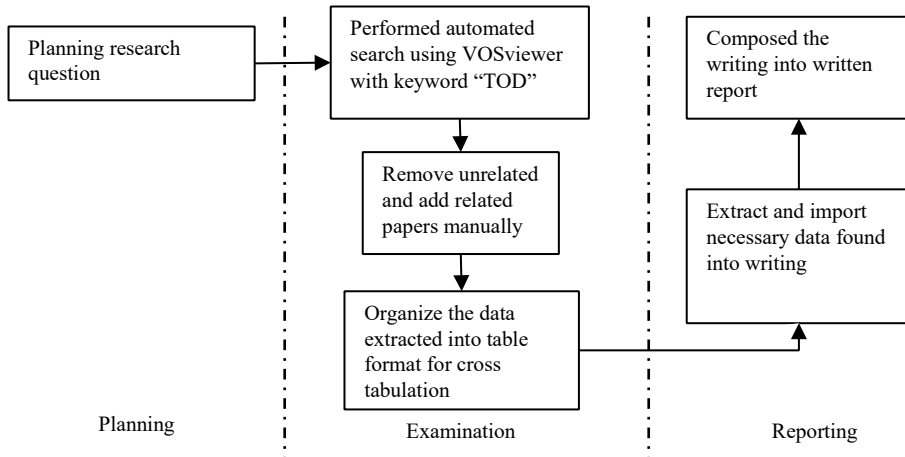 Planning research
question
Performed automated
search using VOSviewer
with keyword “TOD”
Remove unrelated
and add related
papers manually
Organize the data
extracted into table
format for cross
tabulation
Composed the
writing into written
report
Extract and import
necessary data found
into writing
Planning
Examination
Reporting